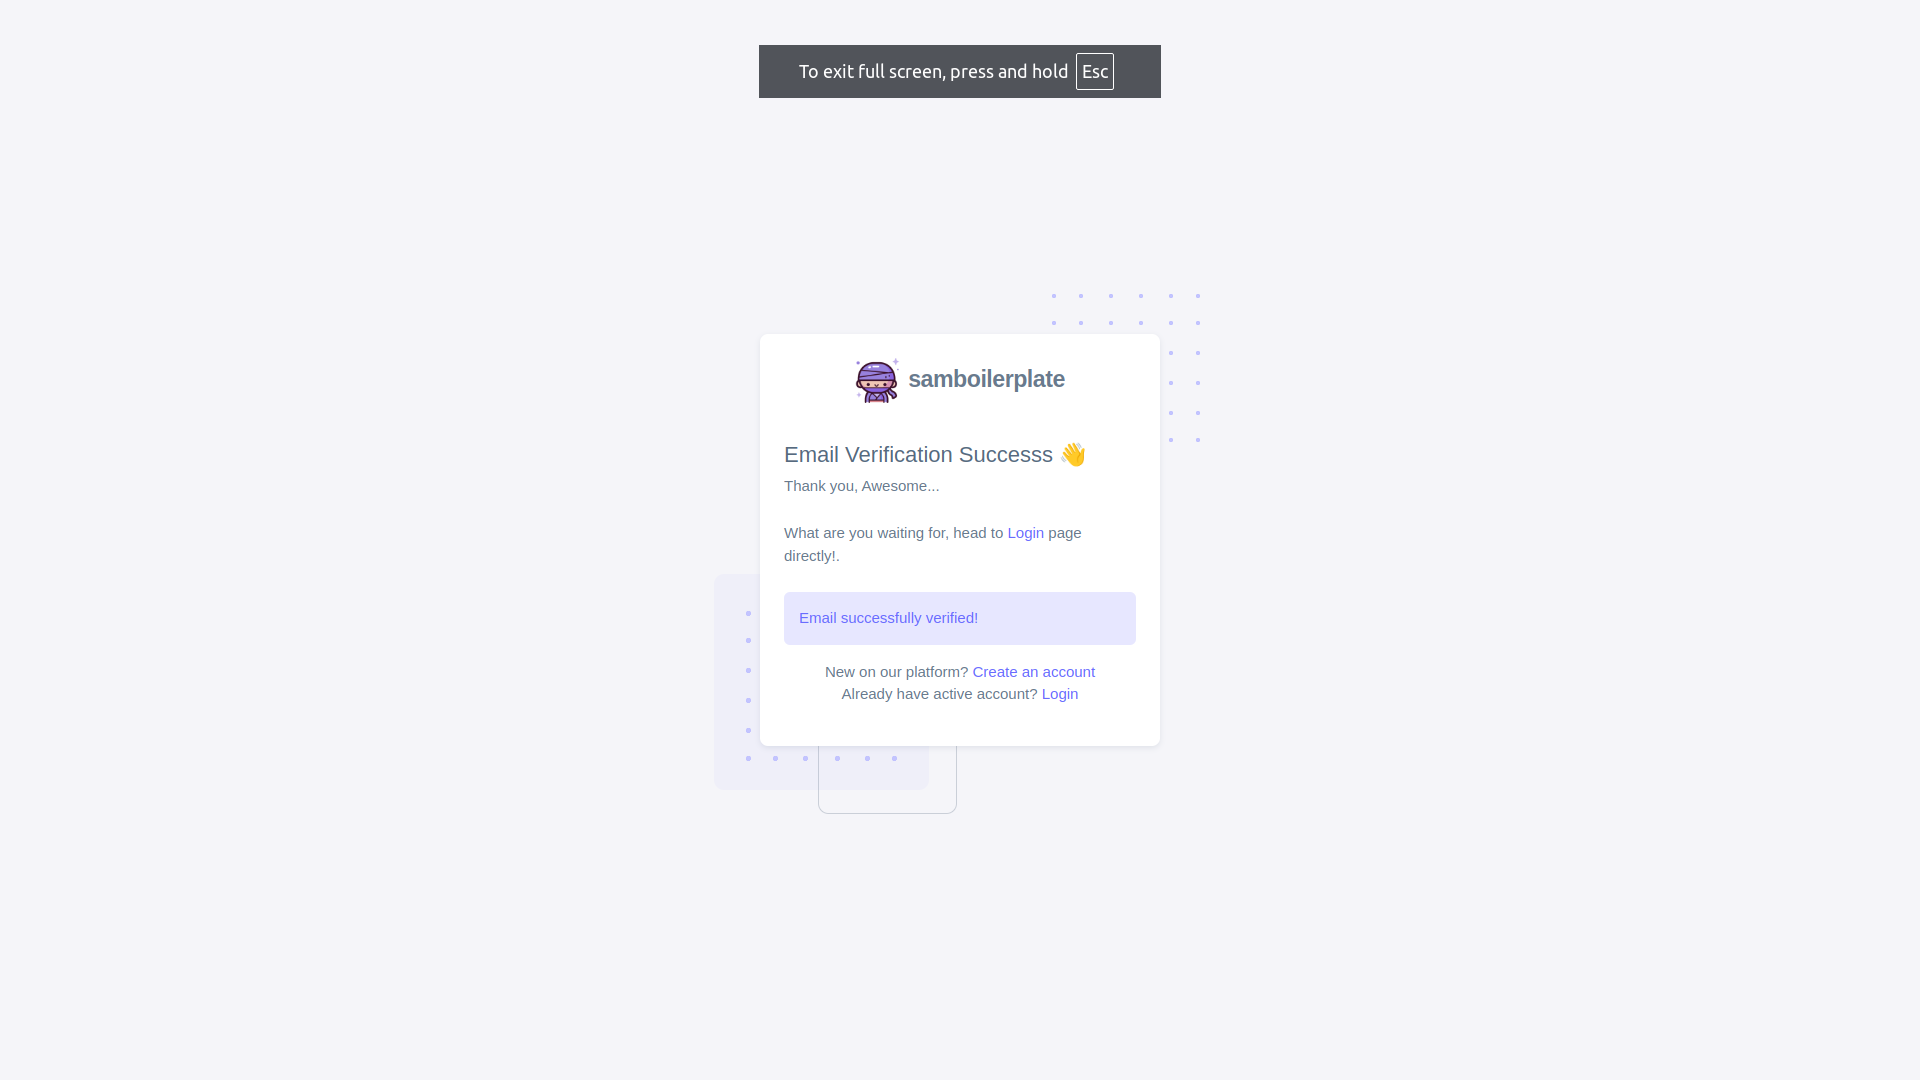 To exit full screen, press and hold Esc
samboilerplate
Email Verification Successs 👋
Thank you, Awesome...
What are you waiting for, head to Login page
directly!.
Email successfully verified!
New on our platform? Create an account
Already have active account? Login